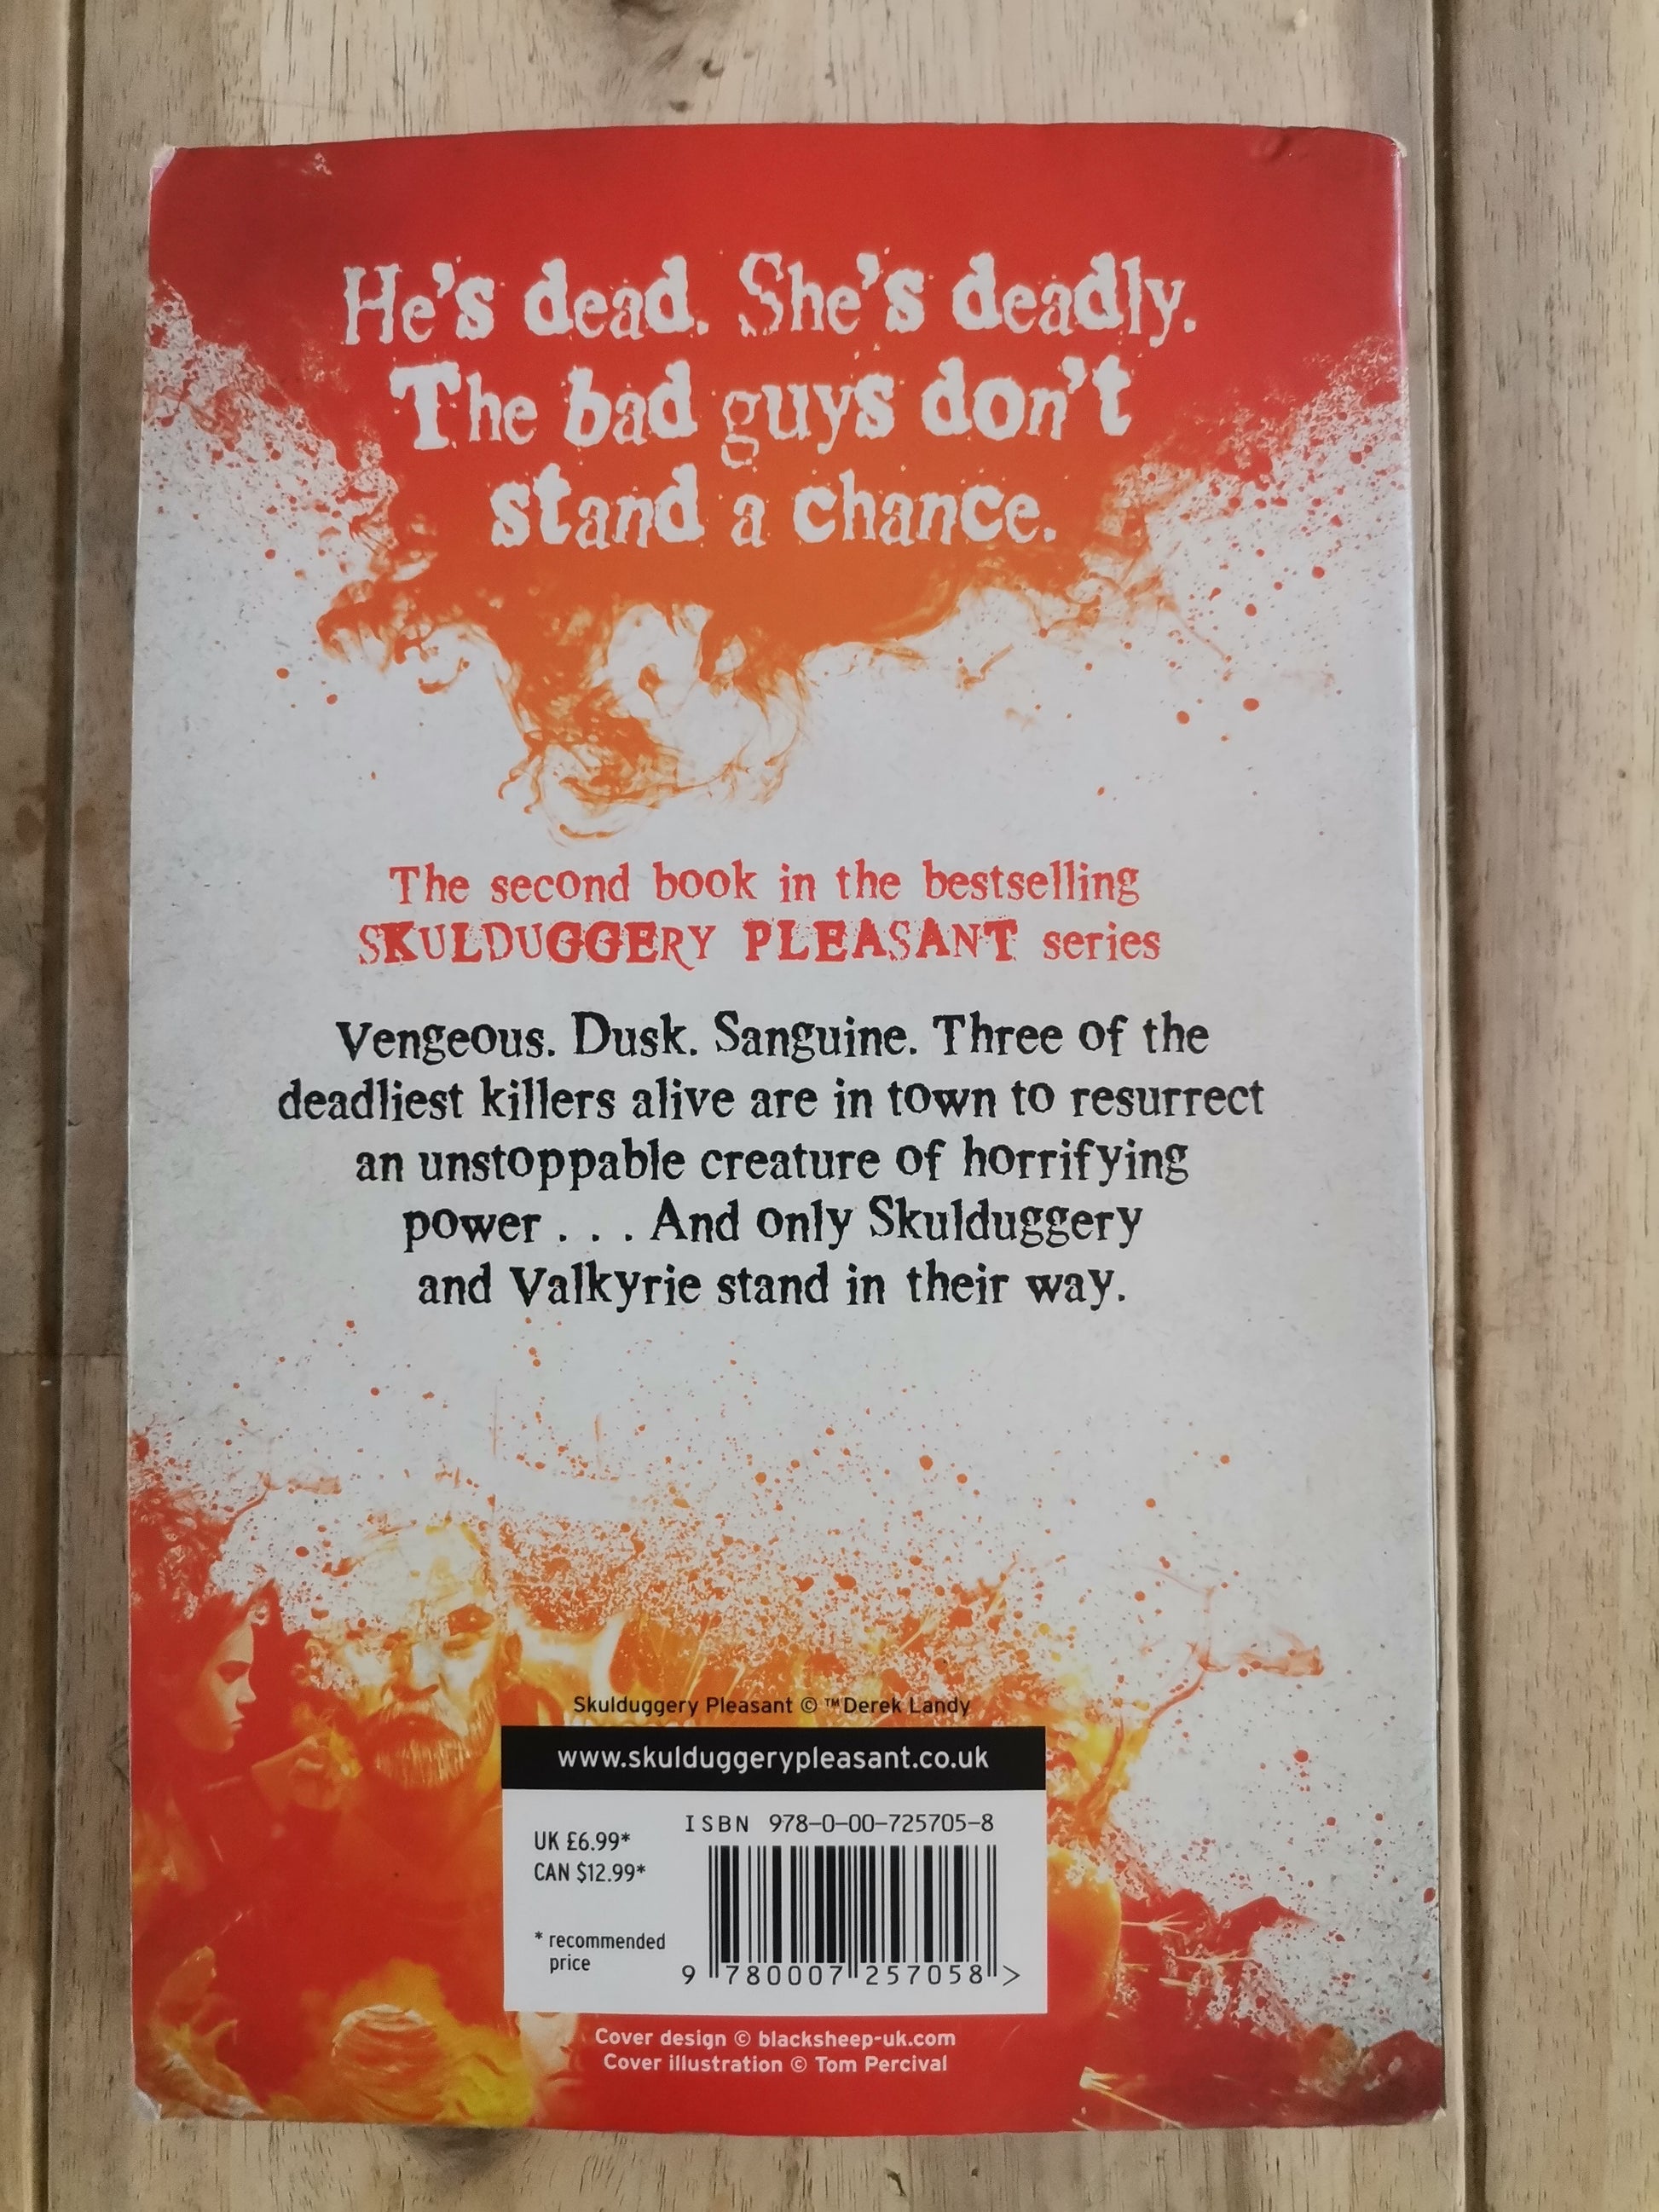 He's dead. She's deadly.
The bad guys don't
stand a chance.
The second book in the bestselling
SKULDUGGERY PLEASANT series
Vengeous. Dusk. Sanguine. Three of the
deadliest killers alive are in town to resurrect
an unstoppable creature of horrifying
power . . . And only Skulduggery
and Valkyrie stand in their way.
Skulduggery Pleasant © ™ Derek Landy
www.skulduggerypleasant.co.uk
ISBN 978-0-00-725705-8
UK £6.99*
CAN $12.99*
* recommended
price
9 780007 257058 >
Cover design © blacksheep-uk.com
Cover illustration © Tom Percival